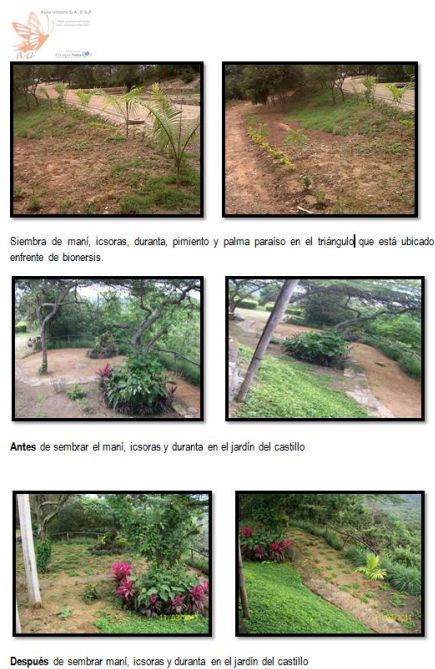 Aseo Urbano S.A. E.S.P
Siembra de maní, icsoras, duranta, pimiento y palma paraíso en el triángulo que está ubicado
enfrente de bionersis.
Antes de sembrar el maní, icsoras y duranta en el jardín del castillo
Después de sembrar maní, icsoras y duranta en el jardín del castillo